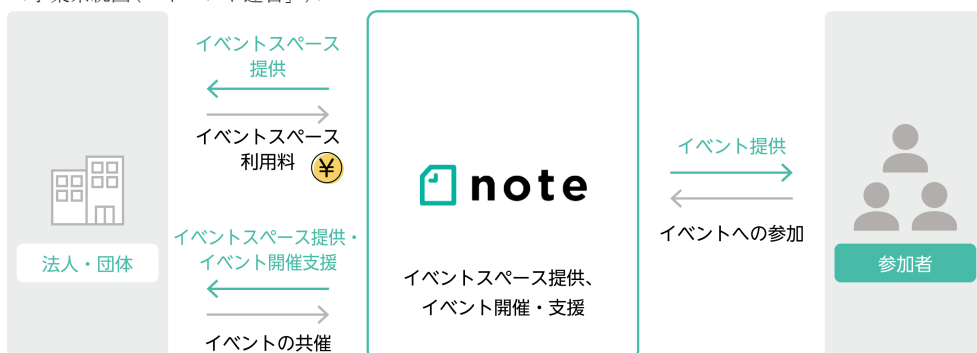 イベントスペース
提供
イベントスペース
利用料
¥
イベントスペース提供・
イベント開催支援
イベントの共催
法人・団体
note
イベントスペース提供、
イベント開催・支援
イベント提供
イベントへの参加
参加者